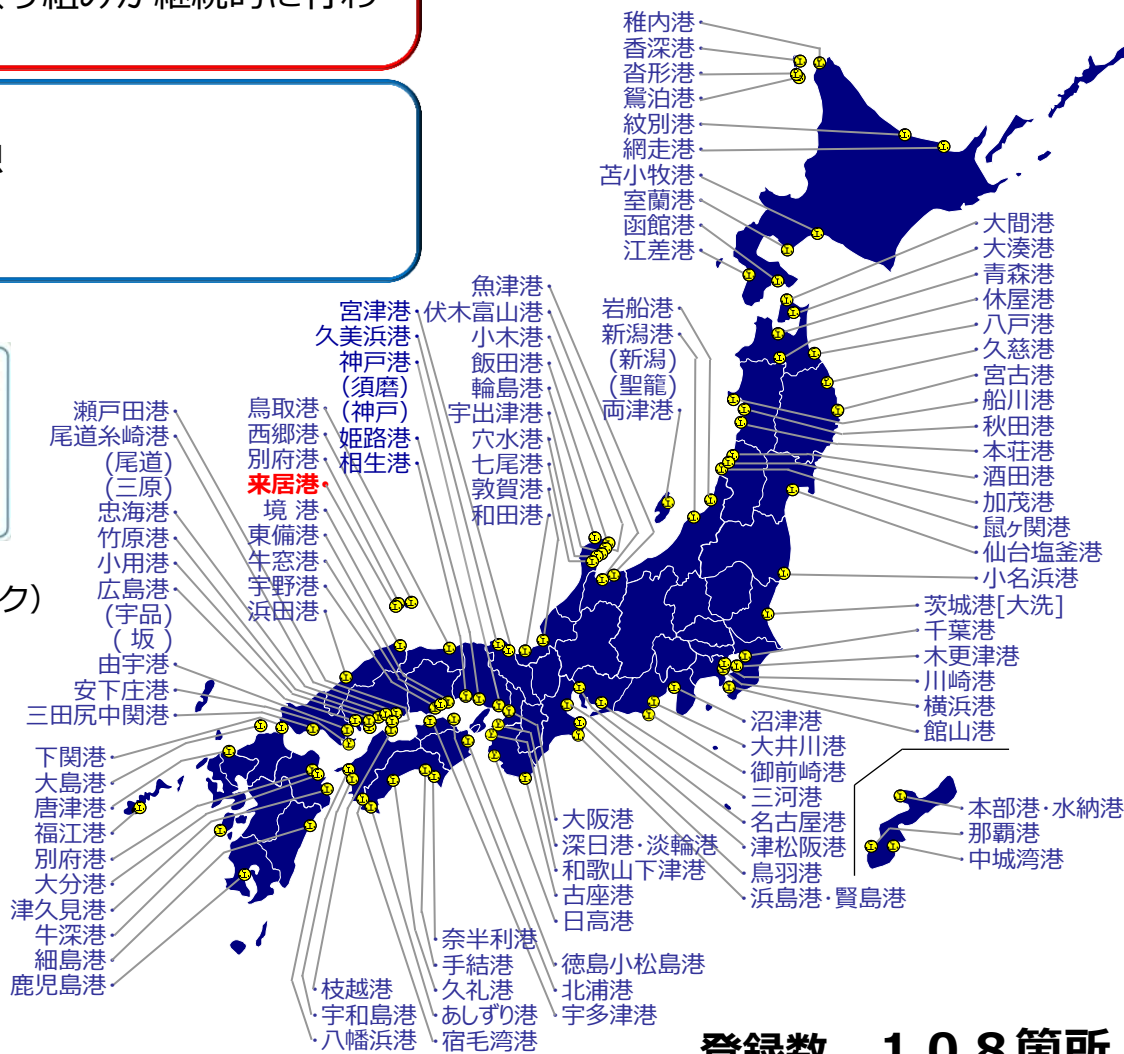 り組みが継続的に行わ
ク)
稚内港
香深港
沓形港
鴛泊港
紋別港
網走港
苫小牧港
室蘭港
函館港
江差港
大間港
大湊港
青森港
休屋港
八戸港
久慈港
宮古港
船川港
秋田港
本荘港
酒田港
加茂港
鼠ヶ関港
仙台塩釜港
小名浜港
茨城港[大洗]
千葉港
木更津港
川崎港
横浜港
館山港
岩船港
新潟港
(新潟)
(聖籠)
両津港
魚津港
伏木富山港
小木港
飯田港
輪島港
宇出津港
穴水港
七尾港
敦賀港
和田港
宮津港
久美浜港
神戸港
(須磨)
(神戸)
姫路港
相生港
鳥取港
西郷港
別府港
来居港
境 港
東備港
牛窓港
宇野港
浜田港
瀬戸田港
尾道糸崎港
(尾道)
(三原)
忠海港
竹原港
小用港
広島港
(宇品)
( 坂 )
由宇港
安下庄港
三田尻中関港
下関港
大島港
唐津港
福江港
別府港
大分港
津久見港
牛深港
細島港
鹿児島港
枝越港
宇和島港
八幡浜港
奈半利港
手結港
久礼港
あしずり港
宿毛湾港
徳島小松島港
北浦港
宇多津港
大阪港
深日港・淡輪港
和歌山下津港
古座港
日高港
沼津港
大井川港
御前崎港
三河港
名古屋港
津松阪港
鳥羽港
浜島港・賢島港
本部港・水納港
那覇港
中城湾港
登録数 108箇所